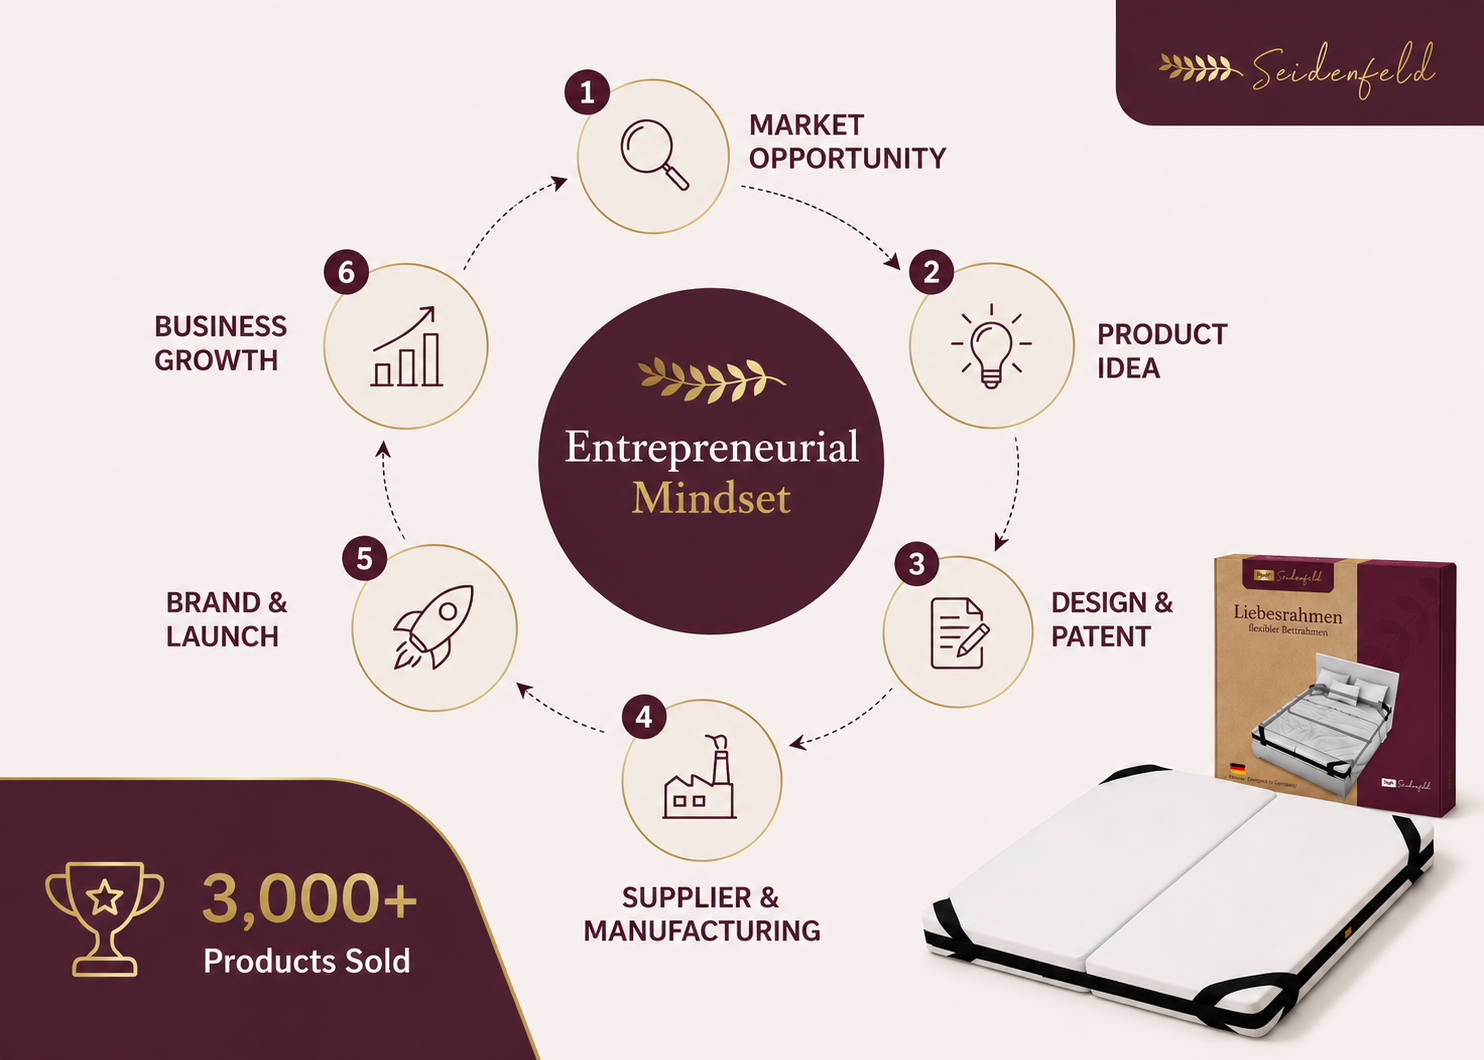 Seidenfeld
1
MARKET
OPPORTUNITY
2
PRODUCT
IDEA
3
DESIGN &
PATENT
4
SUPPLIER &
MANUFACTURING
5
BRAND &
LAUNCH
6
BUSINESS
GROWTH
Entrepreneurial
Mindset
3,000+
Products Sold
Seidenfeld
Liebesrahmen
flexibler Bettrahmen
Seidenfeld